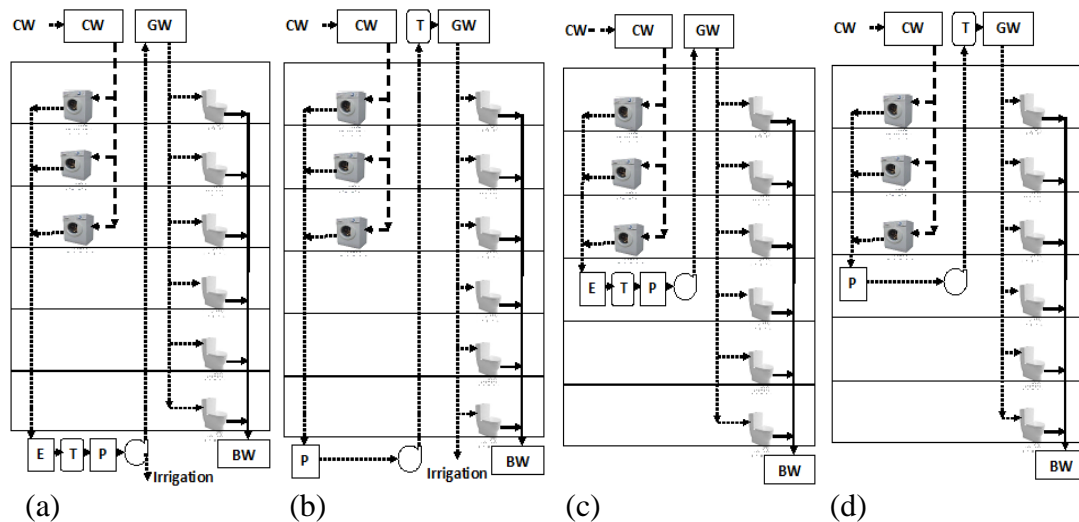 CW CW GW
E T P
Irrigation
BW
(a)
CW CW T GW
P
Irrigation
BW
(b)
CW CW GW
E T P
BW
(c)
CW CW T GW
P
BW
(d)